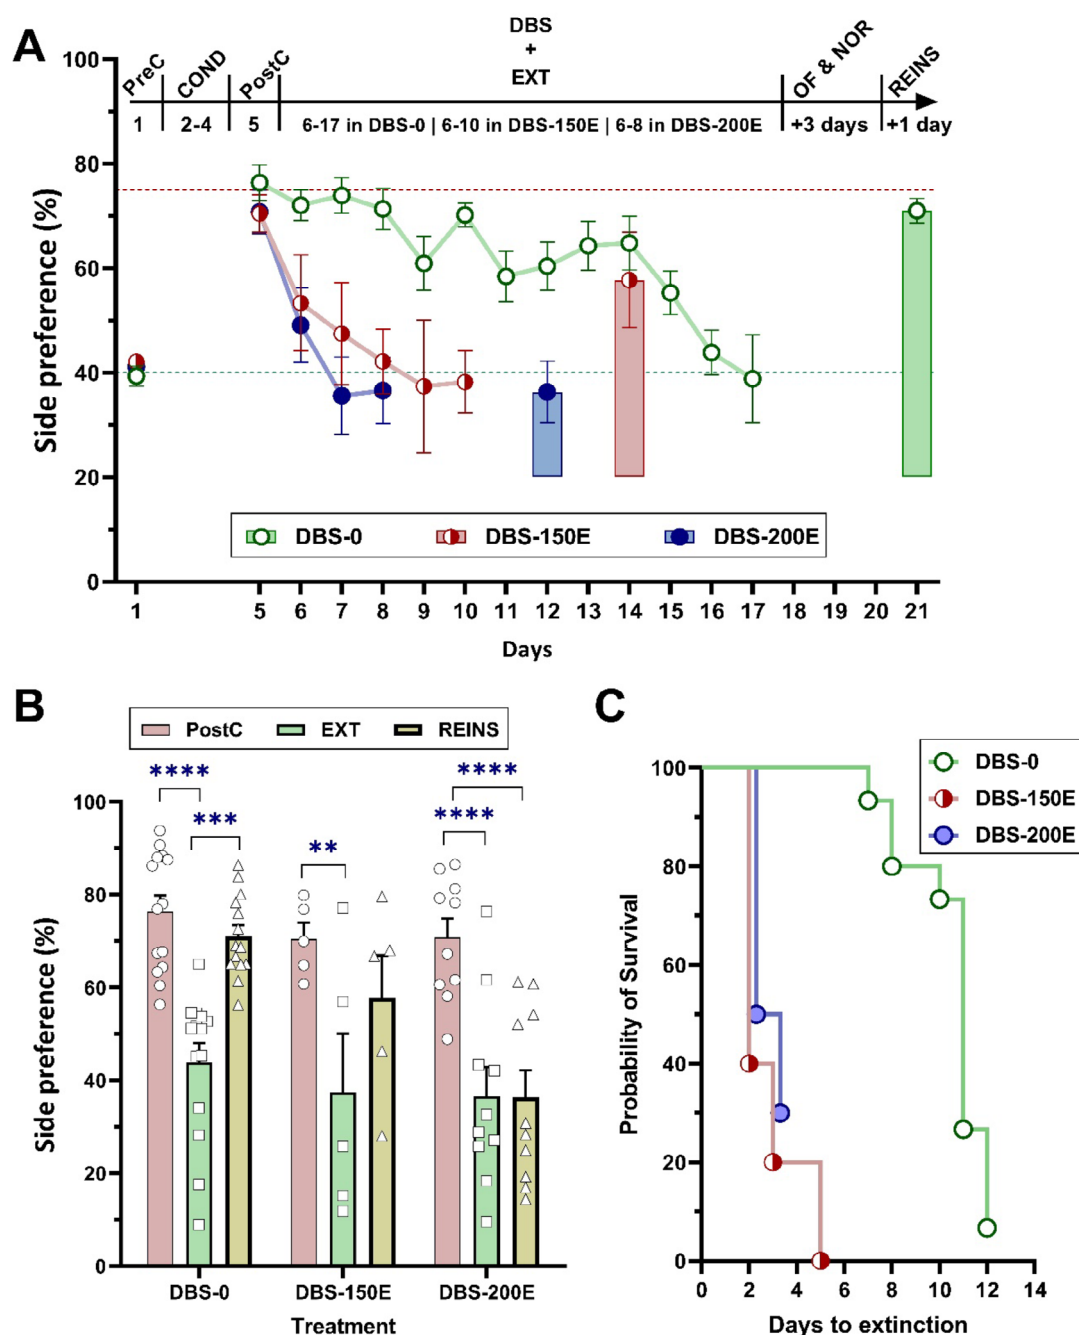 A
PreC
COND
PostC
DBS
+
EXT
OF & NOR
REINS
1
2-4
5
6-17 in DBS-0 | 6-10 in DBS-150E | 6-8 in DBS-200E
+3 days
+1 day
Side preference (%)
100
80
60
40
20
0
DBS-0
DBS-150E
DBS-200E
1 5 6 7 8 9 10 11 12 13 14 15 16 17 18 19 20 21
Days
B
PostC
EXT
REINS
****
***
**
****
****
Side preference (%)
100
80
60
40
20
0
DBS-0
DBS-150E
DBS-200E
Treatment
C
DBS-0
DBS-150E
DBS-200E
Probability of Survival
100
80
60
40
20
0
0 2 4 6 8 10 12 14
Days to extinction